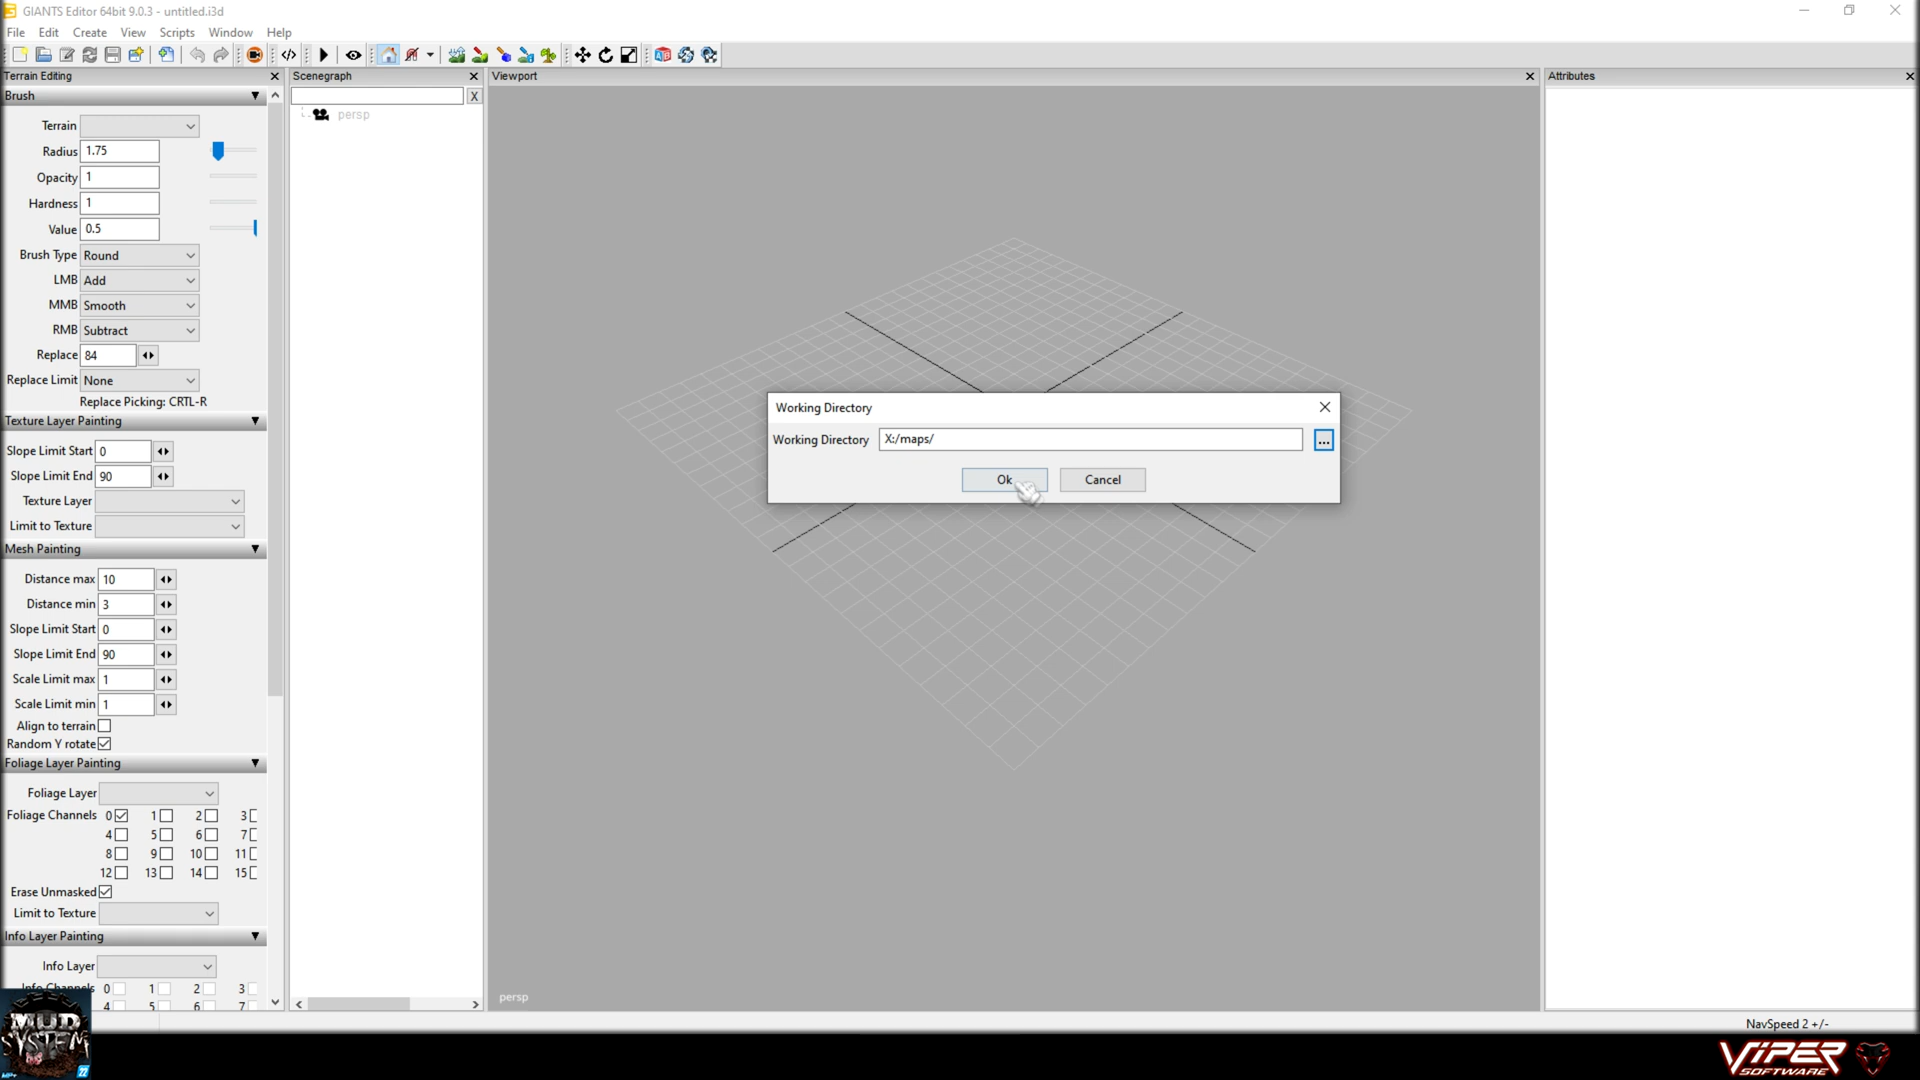 GIANTS Editor 64bit 9.0.3 - untitled.i3d
File Edit Create View Scripts Window Help
Terrain Editing
Scenegraph
Viewport
Attributes
Brush
X
persp
Terrain
Radius 1.75
Opacity 1
Hardness 1
Value 0.5
Brush Type Round
LMB Add
MMB Smooth
RMB Subtract
Replace 84
Replace Limit None
Replace Picking: CRTL-R
Texture Layer Painting
Slope Limit Start 0
Slope Limit End 90
Texture Layer
Limit to Texture
Mesh Painting
Distance max 10
Distance min 3
Slope Limit Start 0
Slope Limit End 90
Scale Limit max 1
Scale Limit min 1
Align to terrain
Random Y rotate
Foliage Layer Painting
Foliage Layer
Foliage Channels 0 1 2 3
4 5 6 7
8 9 10 11
12 13 14 15
Erase Unmasked
Limit to Texture
Info Layer Painting
Info Layer
Info Channels 0 1 2 3
4 5 6 7
Working Directory
Working Directory X:/maps/ ...
Ok Cancel
persp
NavSpeed 2 +/-
MUD
SYSTEM
22
VIPER
SOFTWARE